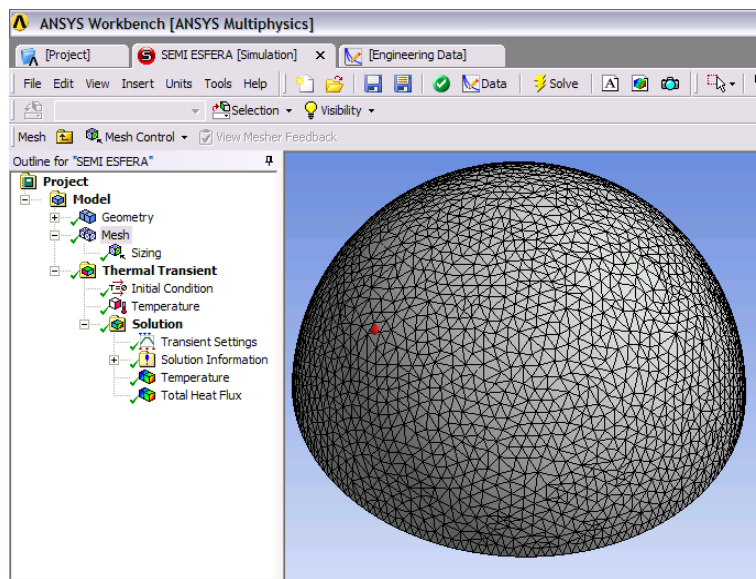 ANSYS Workbench [ANSYS Multiphysics]
[Project] SEMI ESFERA [Simulation] X [Engineering Data]
File Edit View Insert Units Tools Help Data Solve A
Selection Visibility
Mesh Mesh Control View Mesher Feedback
Outline for "SEMI ESFERA"
Project
Model
Geometry
Mesh
Sizing
Thermal Transient
T=0 Initial Condition
Temperature
Solution
Transient Settings
Solution Information
Temperature
Total Heat Flux